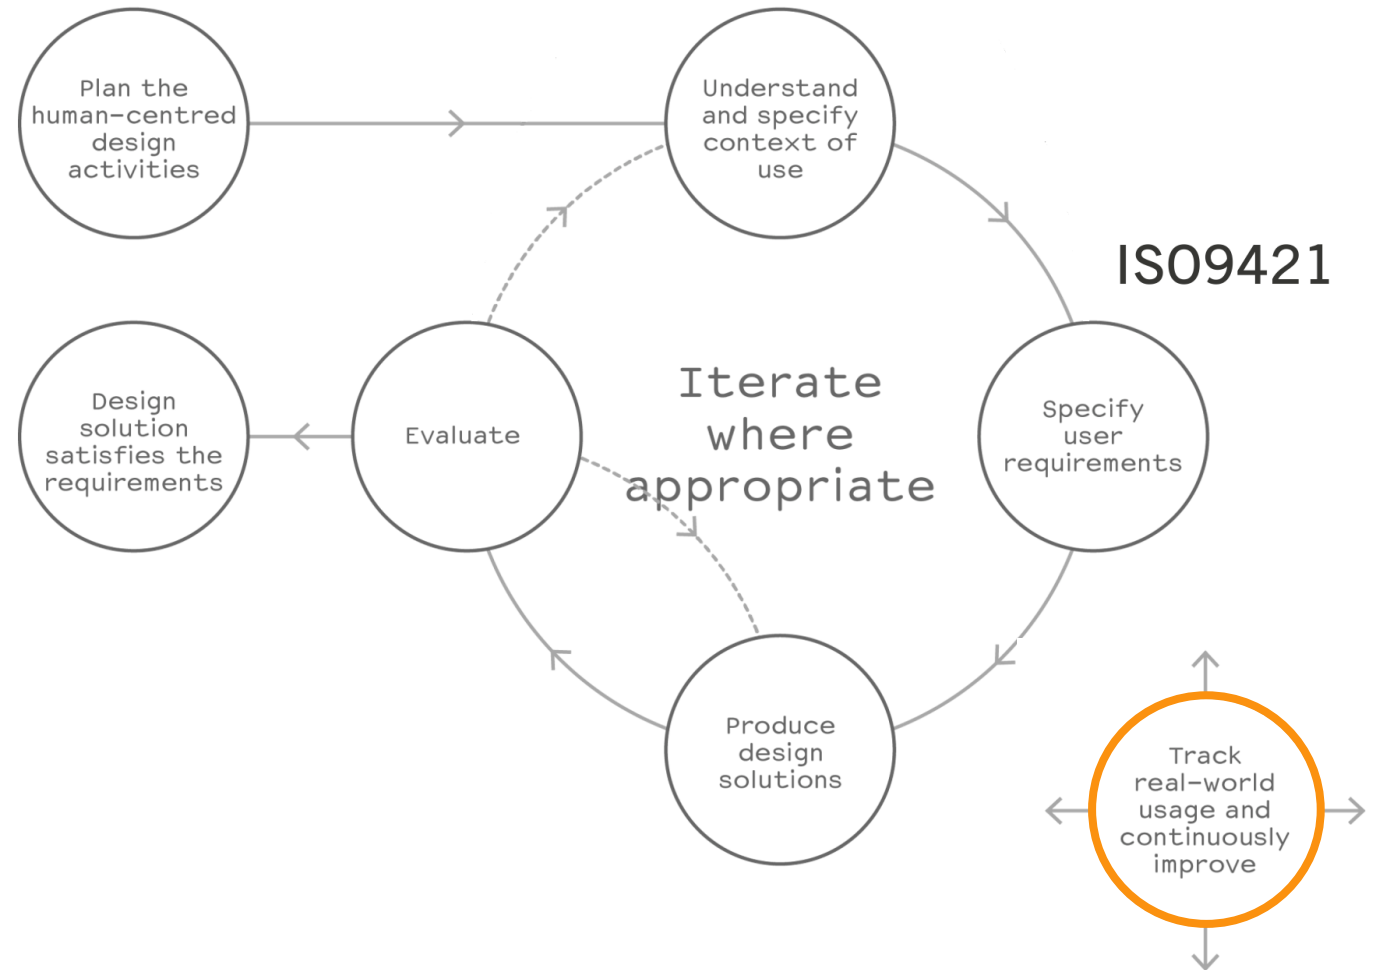 Plan the
human-centred
design
activities
Understand
and specify
context of
use
ISO9421
Design
solution
satisfies the
requirements
Evaluate
Iterate
where
appropriate
Specify
user
requirements
Produce
design
solutions
Track
real-world
usage and
continuously
improve